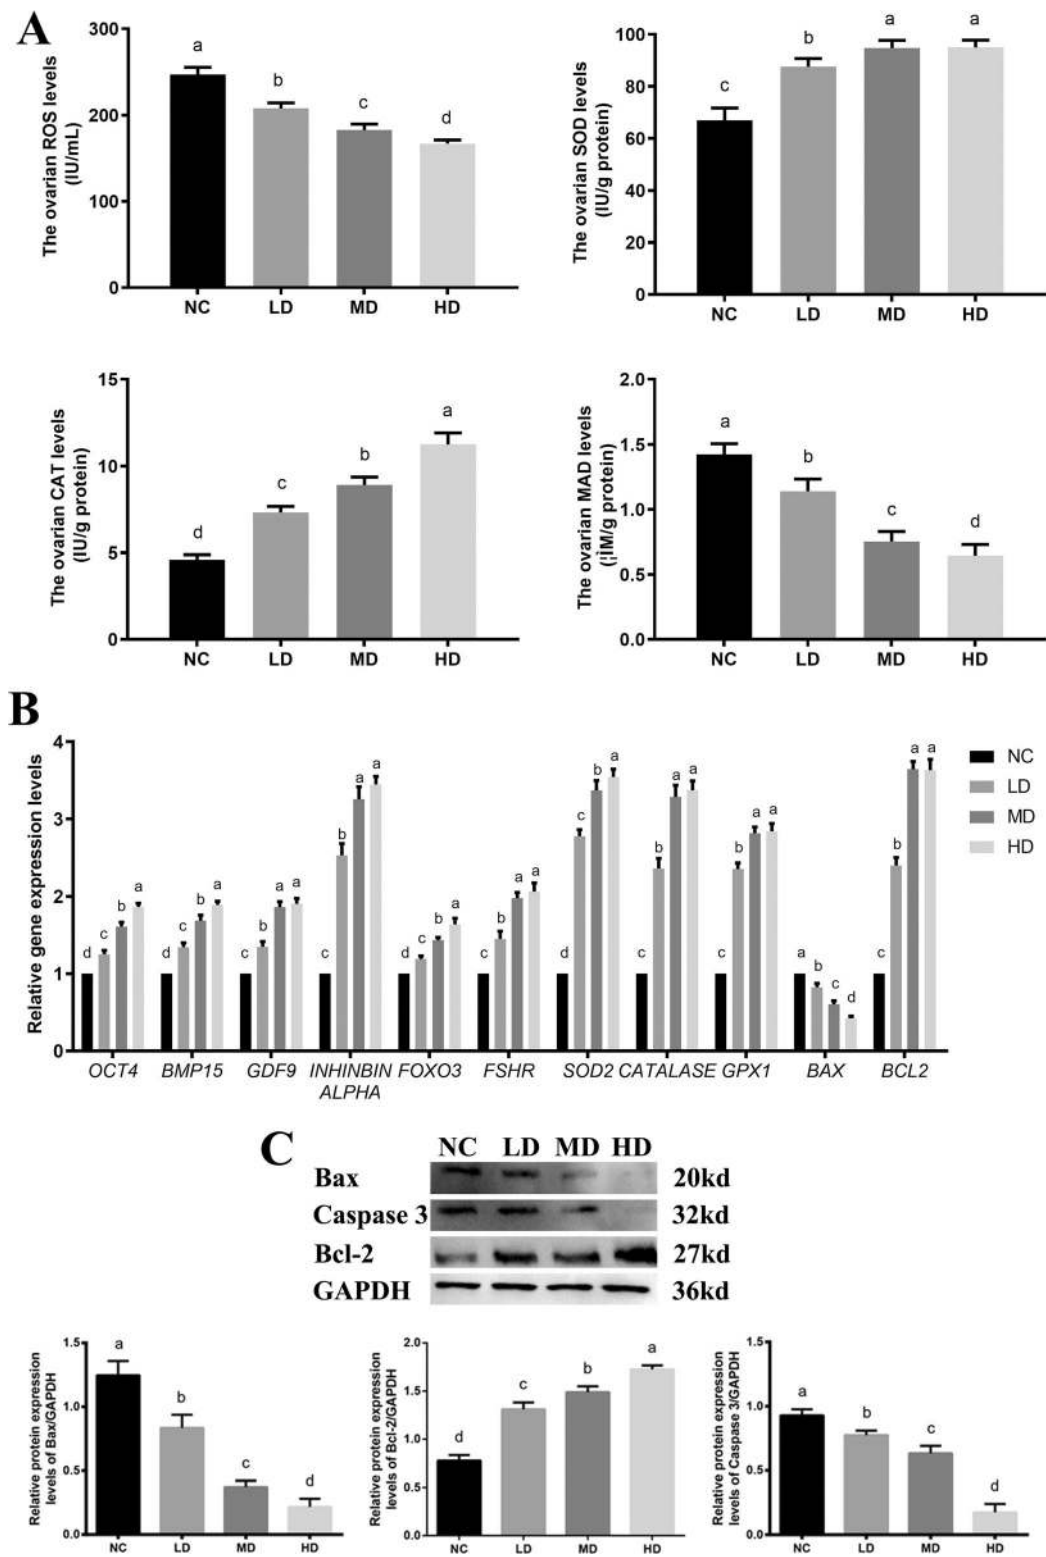 A
The ovarian ROS levels
(IU/mL)
300
200
100
0
a
b
c
d
NC LD MD HD
The ovarian SOD levels
(IU/g protein)
100
80
60
40
20
0
c
b
a
a
NC LD MD HD
The ovarian CAT levels
(IU/g protein)
15
10
5
0
d
c
b
a
NC LD MD HD
The ovarian MAD levels
(¦ÌM/g protein)
2.0
1.5
1.0
0.5
0.0
a
b
c
d
NC LD MD HD
B
Relative gene expression levels
4
3
2
1
0
d c b a
d c b a
c b a a
c b a a
d c b a
c b a a
d c b a
c b a a
c b a a
a b c d
c b a a
OCT4 BMP15 GDF9 INHINBIN FOXO3 FSHR SOD2 CATALASE GPX1 BAX BCL2
ALPHA
NC
LD
MD
HD
C
NC LD MD HD
Bax 20kd
Caspase 3 32kd
Bcl-2 27kd
GAPDH 36kd
Relative protein expression
levels of Bax/GAPDH
1.5
1.0
0.5
0.0
a
b
c
d
NC LD MD HD
Relative protein expression
levels of Bcl-2/GAPDH
2.0
1.5
1.0
0.5
0.0
d
c
b
a
NC LD MD HD
Relative protein expression
levels of Caspase 3/GAPDH
1.5
1.0
0.5
0.0
a
b
c
d
NC LD MD HD